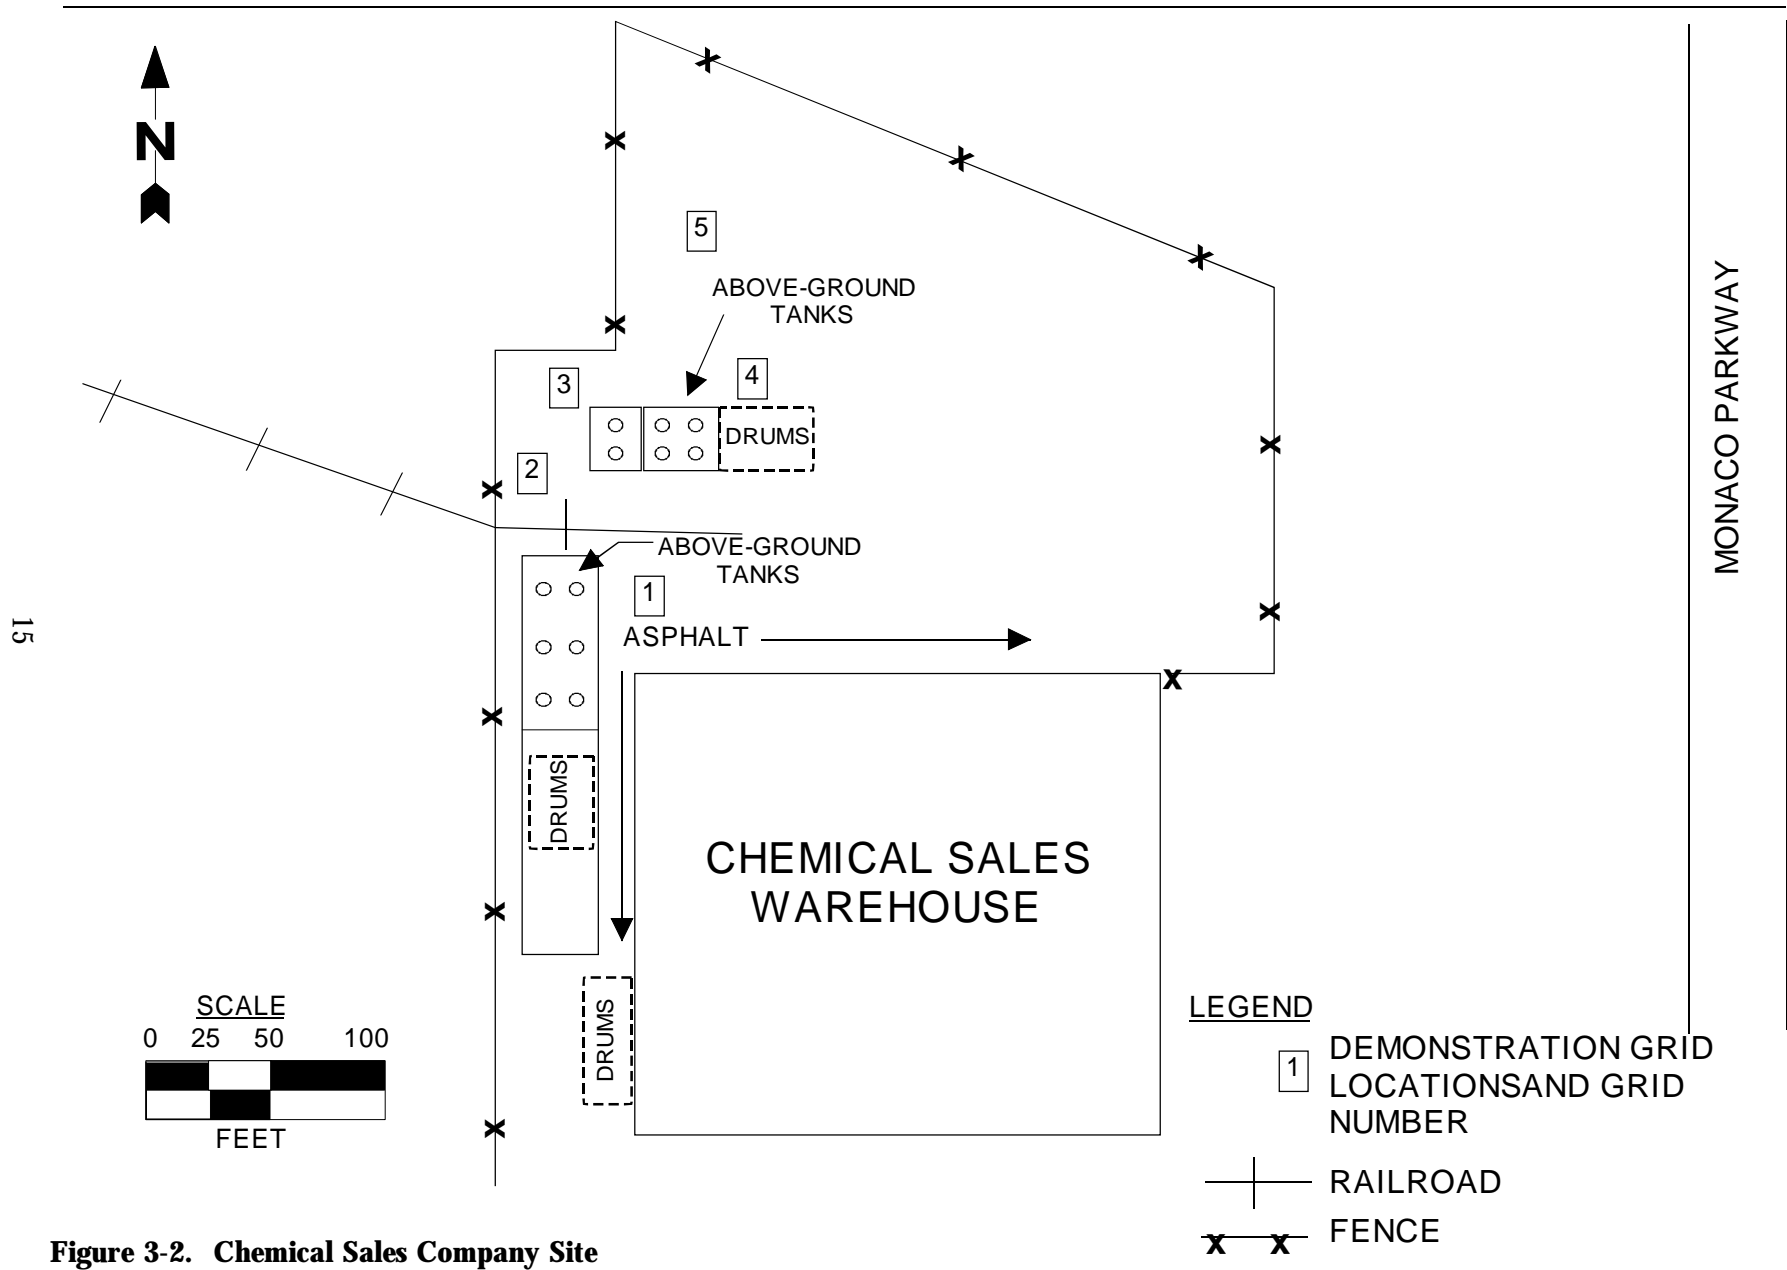 N
5
ABOVE-GROUND
TANKS
3
4
DRUMS
2
ABOVE-GROUND
TANKS
1
ASPHALT
MONACO PARKWAY
15
DRUMS
CHEMICAL SALES
WAREHOUSE
DRUMS
SCALE
0 25 50 100
FEET
LEGEND
1
DEMONSTRATION GRID
LOCATIONSAND GRID
NUMBER
RAILROAD
X X FENCE
Figure 3-2. Chemical Sales Company Site